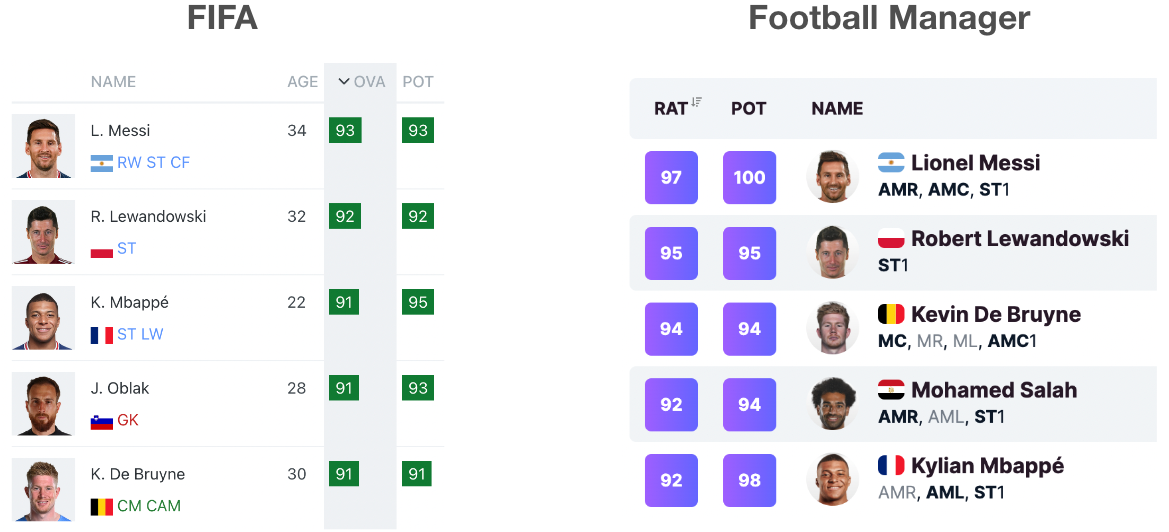 FIFA
NAME AGE OVA POT
L. Messi 34 93 93
RW ST CF
R. Lewandowski 32 92 92
ST
K. Mbappé 22 91 95
ST LW
J. Oblak 28 91 93
GK
K. De Bruyne 30 91 91
CM CAM
Football Manager
RAT POT NAME
97 100 Lionel Messi
AMR, AMC, ST1
95 95 Robert Lewandowski
ST1
94 94 Kevin De Bruyne
MC, MR, ML, AMC1
92 94 Mohamed Salah
AMR, AML, ST1
92 98 Kylian Mbappé
AMR, AML, ST1